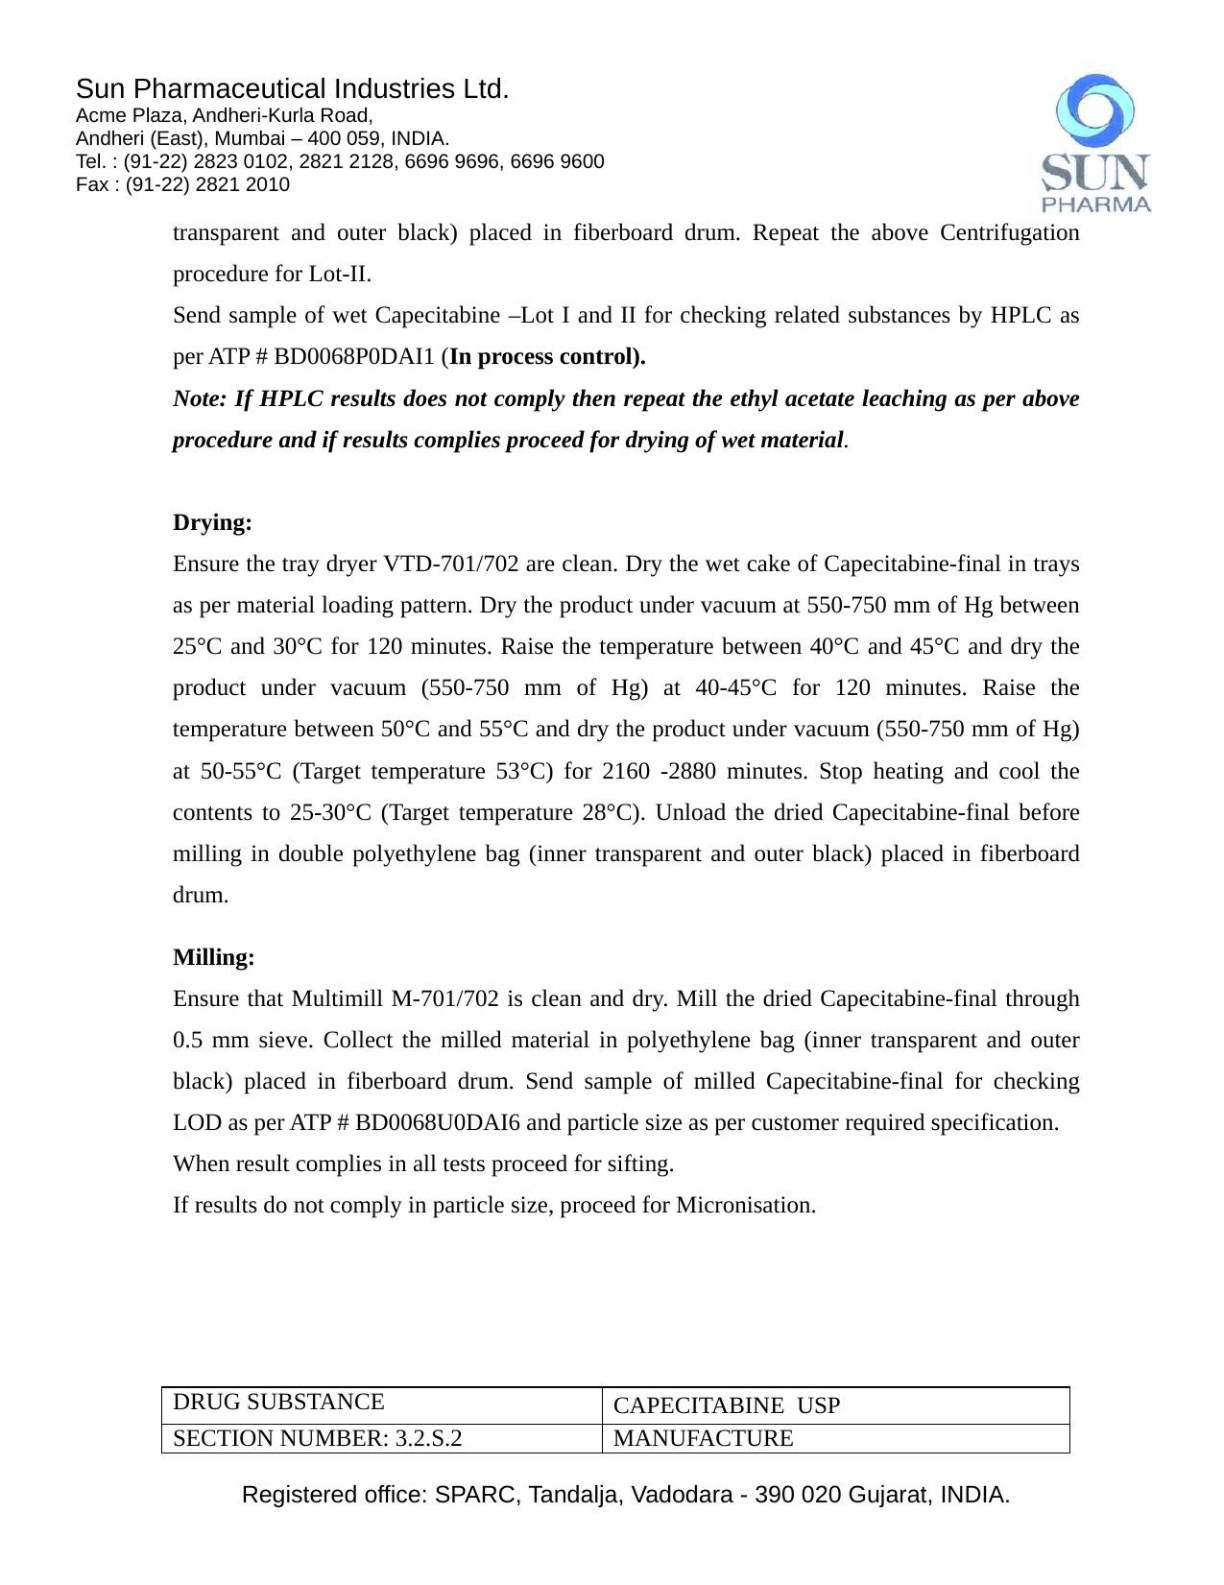 Sun Pharmaceutical Industries Ltd.
Acme Plaza, Andheri-Kurla Road,
Andheri (East), Mumbai – 400 059, INDIA.
Tel. : (91-22) 2823 0102, 2821 2128, 6696 9696, 6696 9600
Fax : (91-22) 2821 2010
SUN
PHARMA
transparent and outer black) placed in fiberboard drum. Repeat the above Centrifugation
procedure for Lot-II.
Send sample of wet Capecitabine –Lot I and II for checking related substances by HPLC as
per ATP # BD0068P0DAI1 (In process control).
Note: If HPLC results does not comply then repeat the ethyl acetate leaching as per above
procedure and if results complies proceed for drying of wet material.
Drying:
Ensure the tray dryer VTD-701/702 are clean. Dry the wet cake of Capecitabine-final in trays
as per material loading pattern. Dry the product under vacuum at 550-750 mm of Hg between
25°C and 30°C for 120 minutes. Raise the temperature between 40°C and 45°C and dry the
product under vacuum (550-750 mm of Hg) at 40-45°C for 120 minutes. Raise the
temperature between 50°C and 55°C and dry the product under vacuum (550-750 mm of Hg)
at 50-55°C (Target temperature 53°C) for 2160 -2880 minutes. Stop heating and cool the
contents to 25-30°C (Target temperature 28°C). Unload the dried Capecitabine-final before
milling in double polyethylene bag (inner transparent and outer black) placed in fiberboard
drum.
Milling:
Ensure that Multimill M-701/702 is clean and dry. Mill the dried Capecitabine-final through
0.5 mm sieve. Collect the milled material in polyethylene bag (inner transparent and outer
black) placed in fiberboard drum. Send sample of milled Capecitabine-final for checking
LOD as per ATP # BD0068U0DAI6 and particle size as per customer required specification.
When result complies in all tests proceed for sifting.
If results do not comply in particle size, proceed for Micronisation.
DRUG SUBSTANCE CAPECITABINE USP
SECTION NUMBER: 3.2.S.2 MANUFACTURE
Registered office: SPARC, Tandalja, Vadodara - 390 020 Gujarat, INDIA.